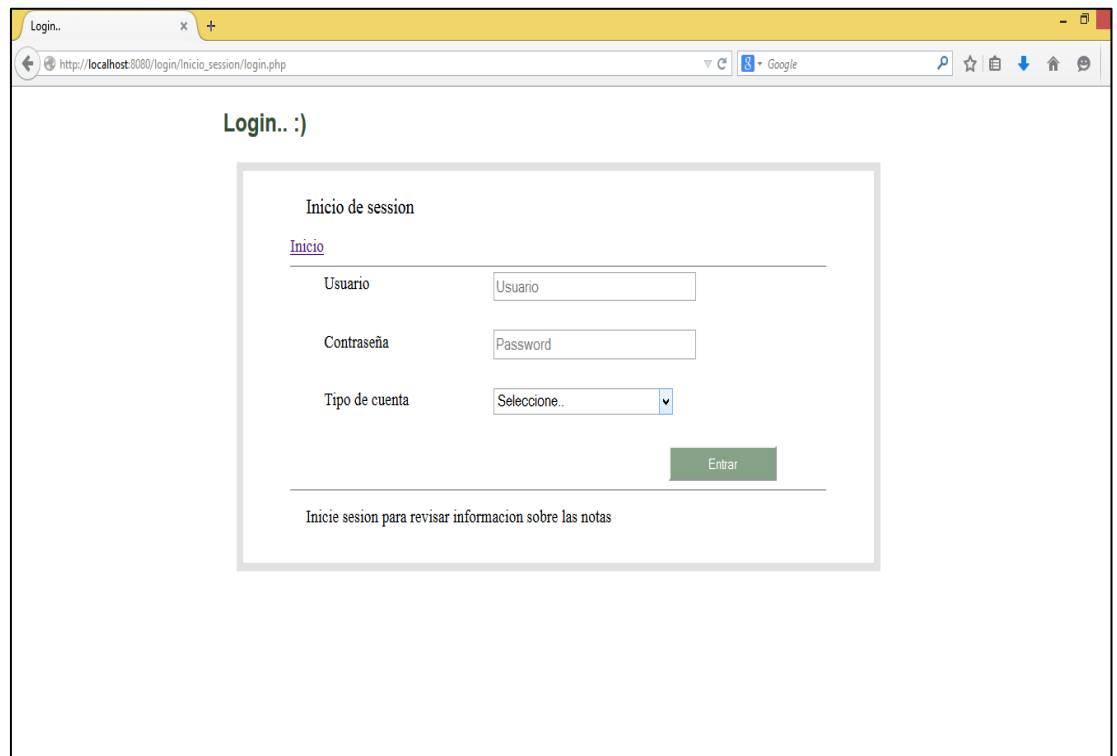 Login..
http://localhost:8080/login/Inicio_session/login.php
Google
Login.. :)
Inicio de session
Inicio
Usuario Usuario
Contraseña Password
Tipo de cuenta Seleccione..
Entrar
Inicie sesion para revisar informacion sobre las notas